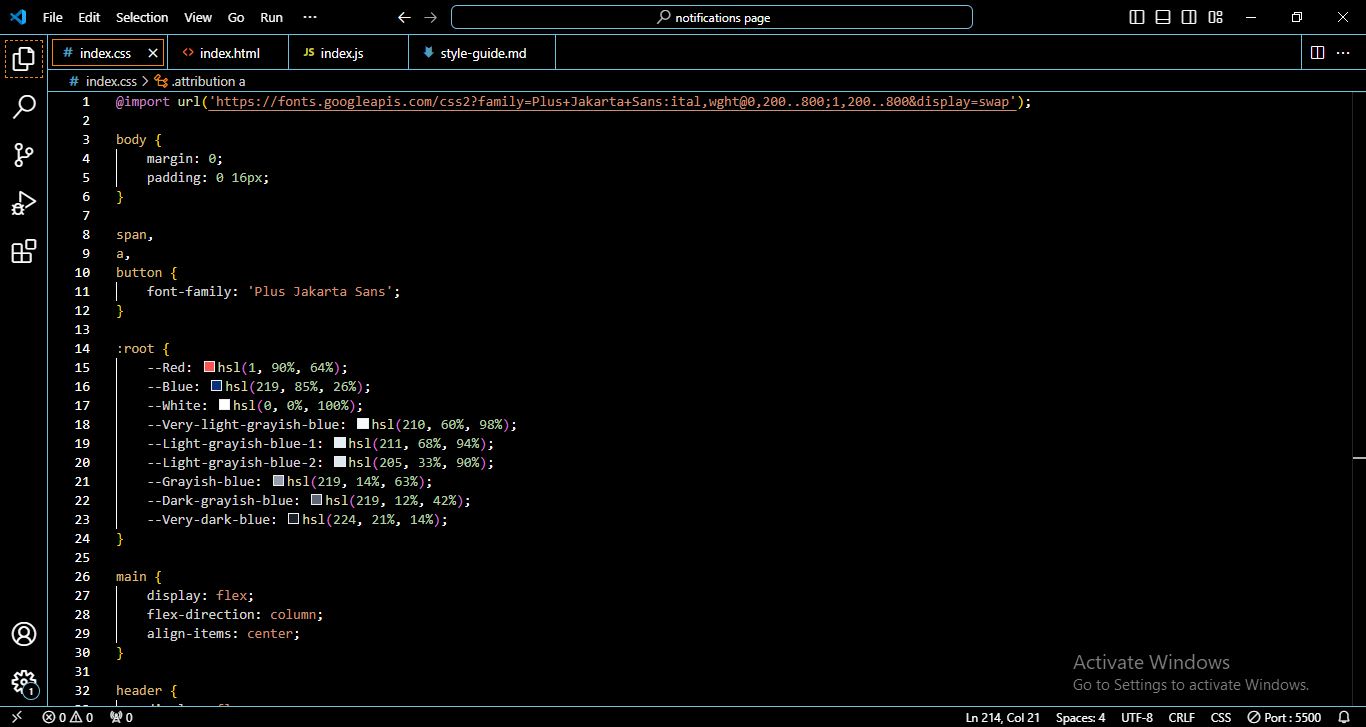 File Edit Selection View Go Run ··· ← → notifications page
# index.css × <> index.html JS index.js style-guide.md ···
# index.css > .attribution a
1 @import url('https://fonts.googleapis.com/css2?family=Plus+Jakarta+Sans:ital,wght@0,200..800;1,200..800&display=swap');
2
3 body {
4 margin: 0;
5 padding: 0 16px;
6 }
7
8 span,
9 a,
10 button {
11 font-family: 'Plus Jakarta Sans';
12 }
13
14 :root {
15 --Red: hsl(1, 90%, 64%);
16 --Blue: hsl(219, 85%, 26%);
17 --White: hsl(0, 0%, 100%);
18 --Very-light-grayish-blue: hsl(210, 60%, 98%);
19 --Light-grayish-blue-1: hsl(211, 68%, 94%);
20 --Light-grayish-blue-2: hsl(205, 33%, 90%);
21 --Grayish-blue: hsl(219, 14%, 63%);
22 --Dark-grayish-blue: hsl(219, 12%, 42%);
23 --Very-dark-blue: hsl(224, 21%, 14%);
24 }
25
26 main {
27 display: flex;
28 flex-direction: column;
29 align-items: center;
30 }
31
32 header {
Activate Windows
Go to Settings to activate Windows.
1
0 0 0 Ln 214, Col 21 Spaces: 4 UTF-8 CRLF CSS Port : 5500